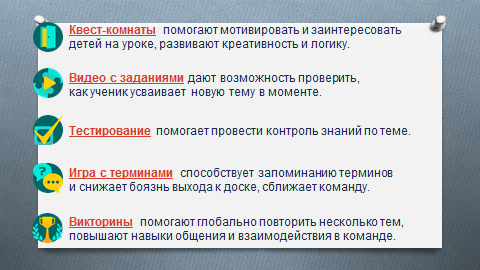 Квест-комнаты помогают мотивировать и заинтересовать
детей на уроке, развивают креативность и логику.
Видео с заданиями дают возможность проверить,
как ученик усваивает новую тему в моменте.
Тестирование помогает провести контроль знаний по теме.
Игра с терминами способствует запоминанию терминов
и снижает боязнь выхода к доске, сближает команду.
Викторины помогают глобально повторить несколько тем,
повышают навыки общения и взаимодействия в команде.